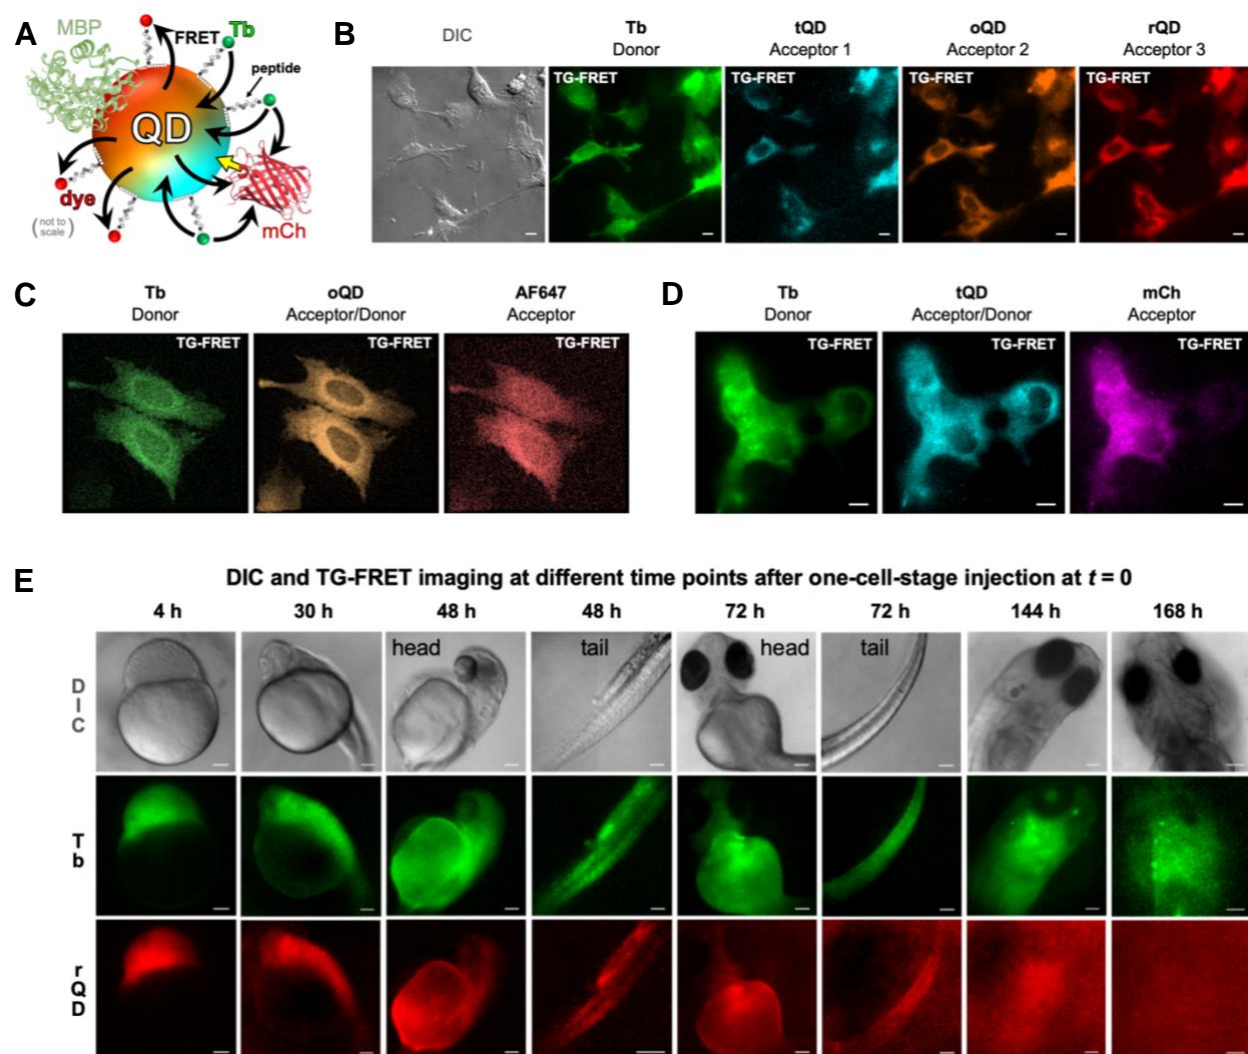 A
MBP
FRET
Tb
peptide
QD
dye
(not to scale)
mCh
B
DIC
Tb
Donor
tQD
Acceptor 1
oQD
Acceptor 2
rQD
Acceptor 3
TG-FRET
TG-FRET
TG-FRET
TG-FRET
C
Tb
Donor
oQD
Acceptor/Donor
AF647
Acceptor
TG-FRET
TG-FRET
TG-FRET
D
Tb
Donor
tQD
Acceptor/Donor
mCh
Acceptor
TG-FRET
TG-FRET
TG-FRET
E
DIC and TG-FRET imaging at different time points after one-cell-stage injection at t = 0
4 h
30 h
48 h
48 h
72 h
72 h
144 h
168 h
head
tail
head
tail
DIC
Tb
rQD